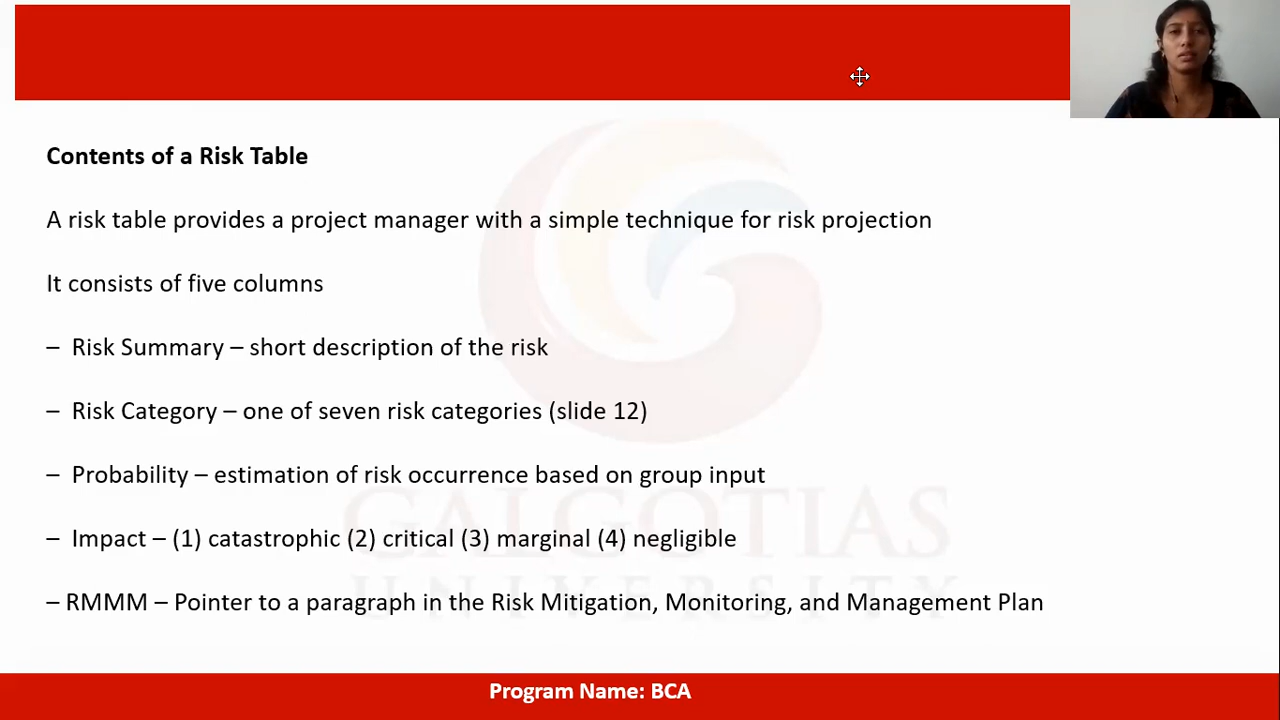 Contents of a Risk Table
A risk table provides a project manager with a simple technique for risk projection
It consists of five columns
– Risk Summary – short description of the risk
– Risk Category – one of seven risk categories (slide 12)
– Probability – estimation of risk occurrence based on group input
– Impact – (1) catastrophic (2) critical (3) marginal (4) negligible
GALGOTIAS
UNIVERSITY
– RMMM – Pointer to a paragraph in the Risk Mitigation, Monitoring, and Management Plan
Program Name: BCA